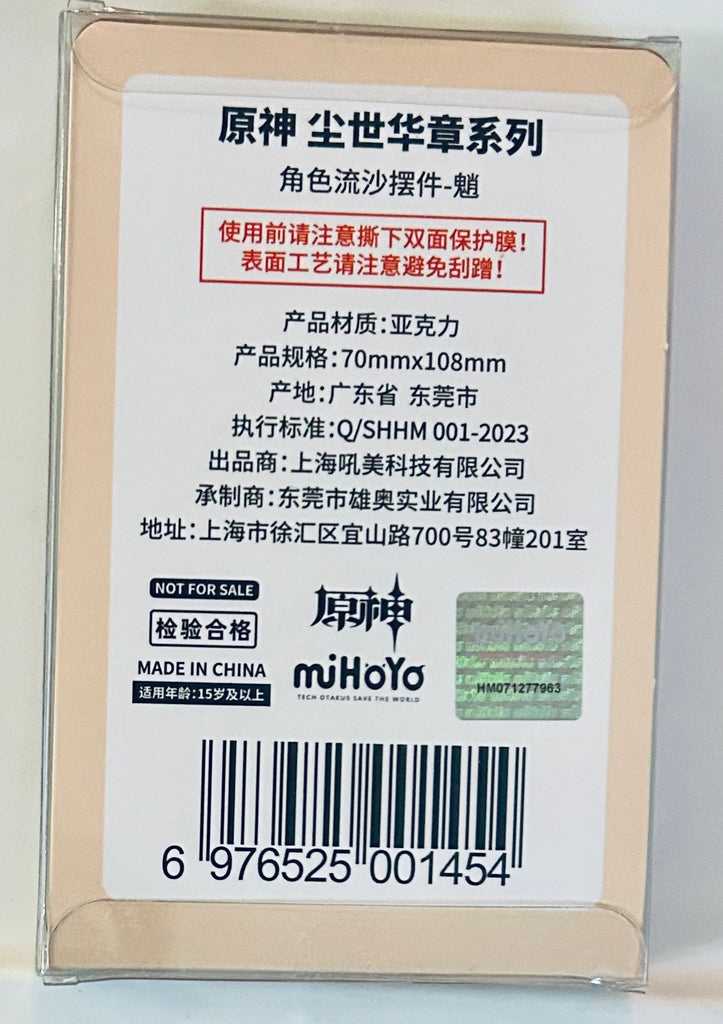 原神 尘世华章系列
角色流沙摆件-魈
使用前请注意撕下双面保护膜！
表面工艺请注意避免刮蹭！
产品材质：亚克力
产品规格：70mmx108mm
产地：广东省 东莞市
执行标准：Q/SHHM 001-2023
出品商：上海吼美科技有限公司
承制商：东莞市雄奥实业有限公司
地址：上海市徐汇区宜山路700号83幢201室
NOT FOR SALE
检验合格
MADE IN CHINA
适用年龄：15岁及以上
原神
miHoYo
TECH OTAKUS SAVE THE WORLD
miHoYo
HM071277963
6 976525 001454